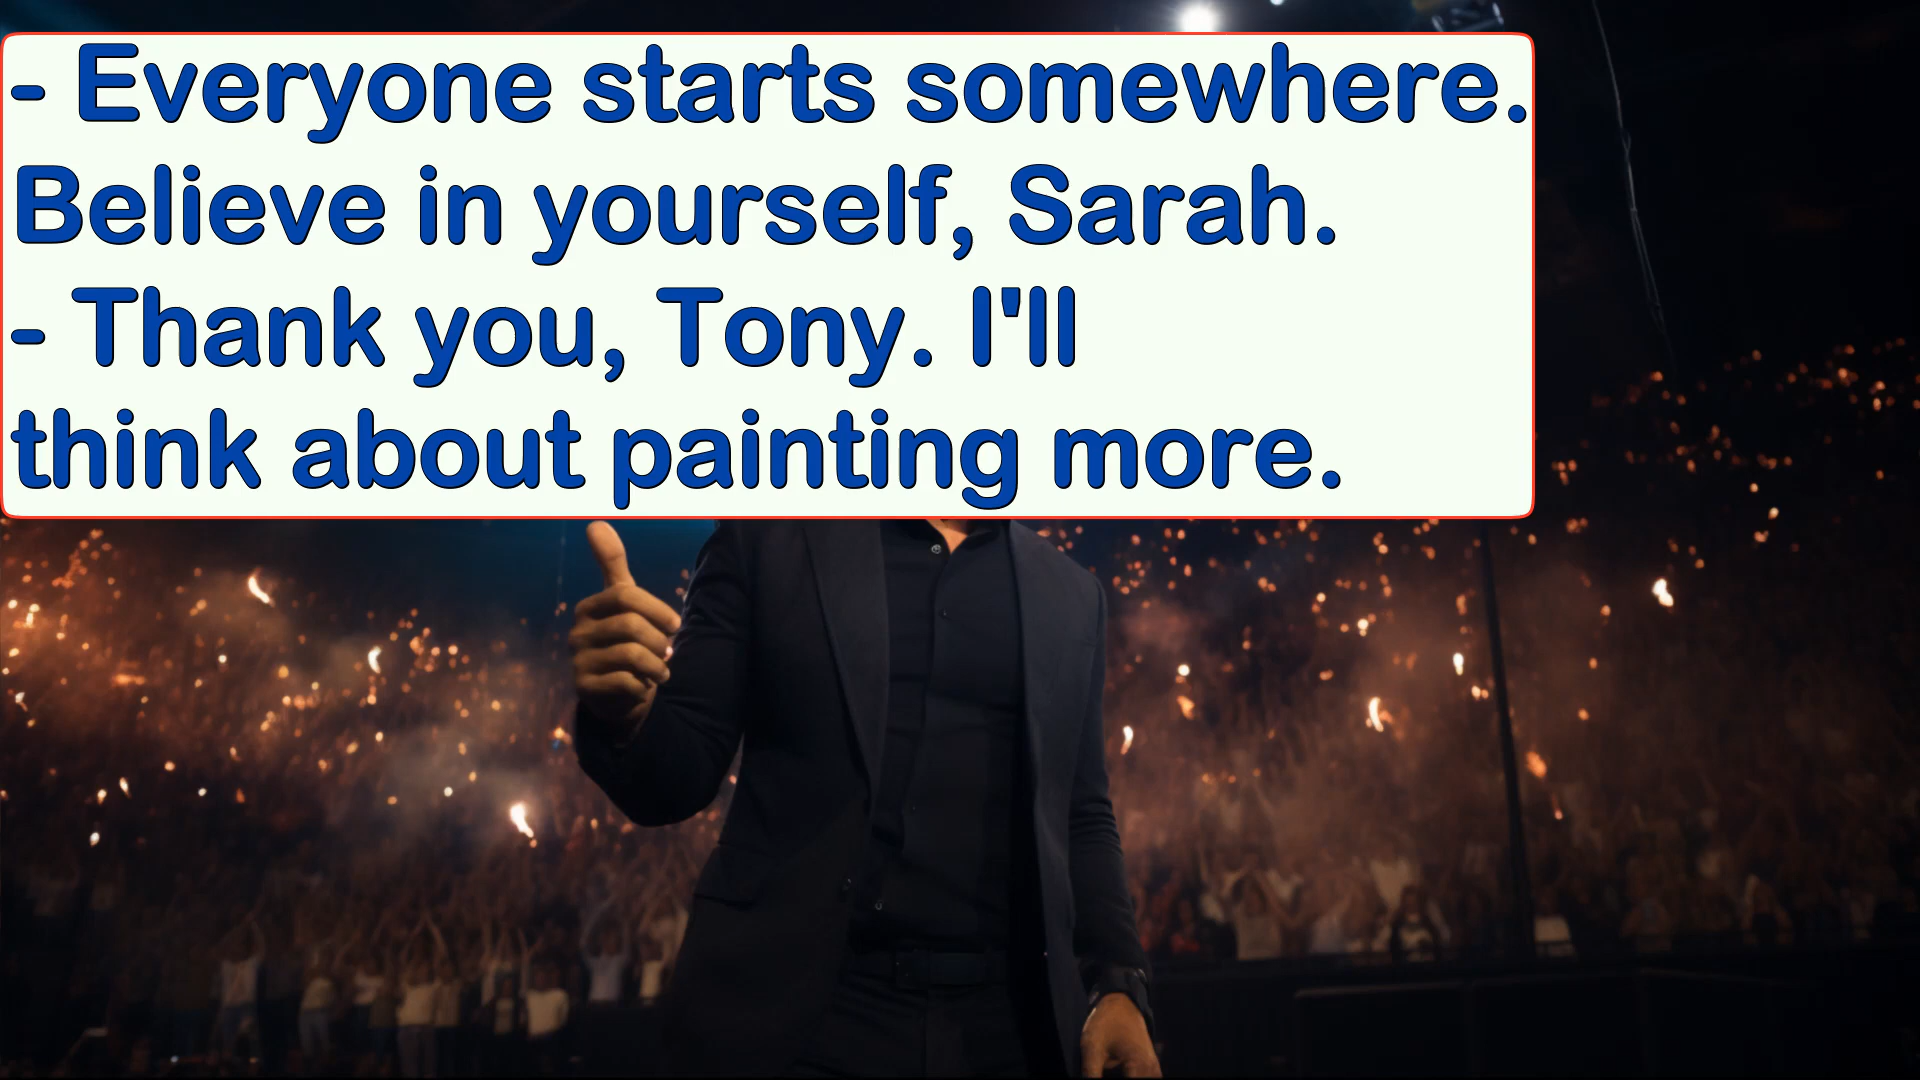 - Everyone starts somewhere.
Believe in yourself, Sarah.
- Thank you, Tony. I'll
think about painting more.